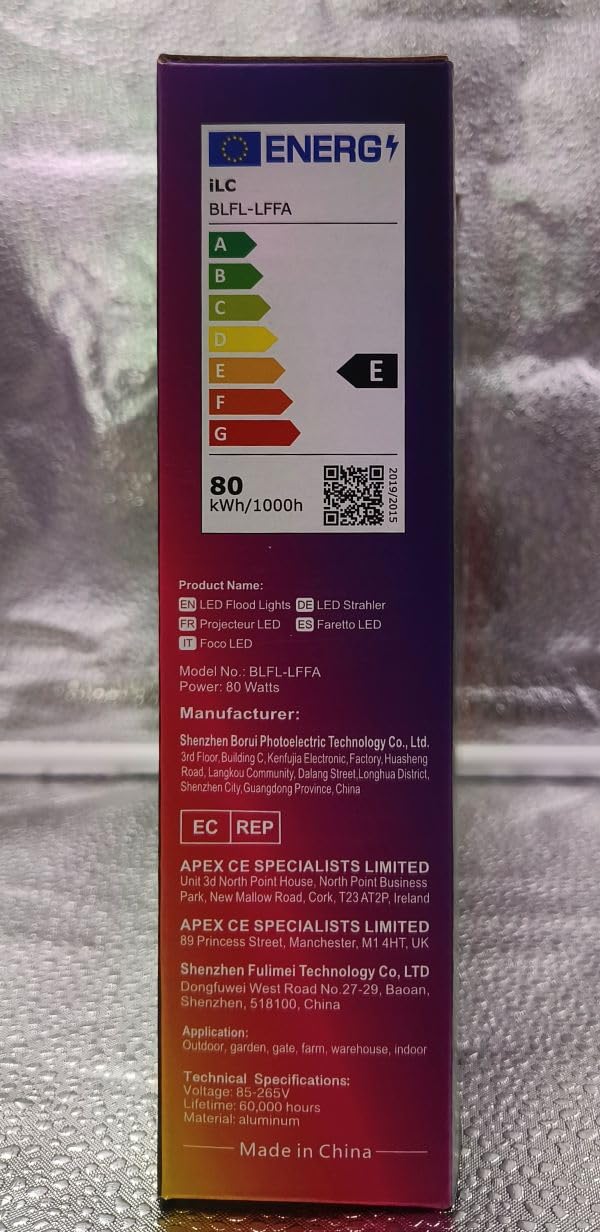 ENERG
iLC
BLFL-LFFA
A
B
C
D
E
E
F
G
80
kWh/1000h
2019/2015
Product Name:
EN LED Flood Lights DE LED Strahler
FR Projecteur LED ES Faretto LED
IT Foco LED
Model No.: BLFL-LFFA
Power: 80 Watts
Manufacturer:
Shenzhen Borui Photoelectric Technology Co., Ltd.
3rd Floor, Building C, Kenfujia Electronic, Factory, Huasheng
Road, Langkou Community, Dalang Street, Longhua District,
Shenzhen City, Guangdong Province, China
EC REP
APEX CE SPECIALISTS LIMITED
Unit 3d North Point House, North Point Business
Park, New Mallow Road, Cork, T23 AT2P, Ireland
APEX CE SPECIALISTS LIMITED
89 Princess Street, Manchester, M1 4HT, UK
Shenzhen Fulimei Technology Co, LTD
Dongfuwei West Road No.27-29, Baoan,
Shenzhen, 518100, China
Application:
Outdoor, garden, gate, farm, warehouse, indoor
Technical Specifications:
Voltage: 85-265V
Lifetime: 60,000 hours
Material: aluminum
Made in China